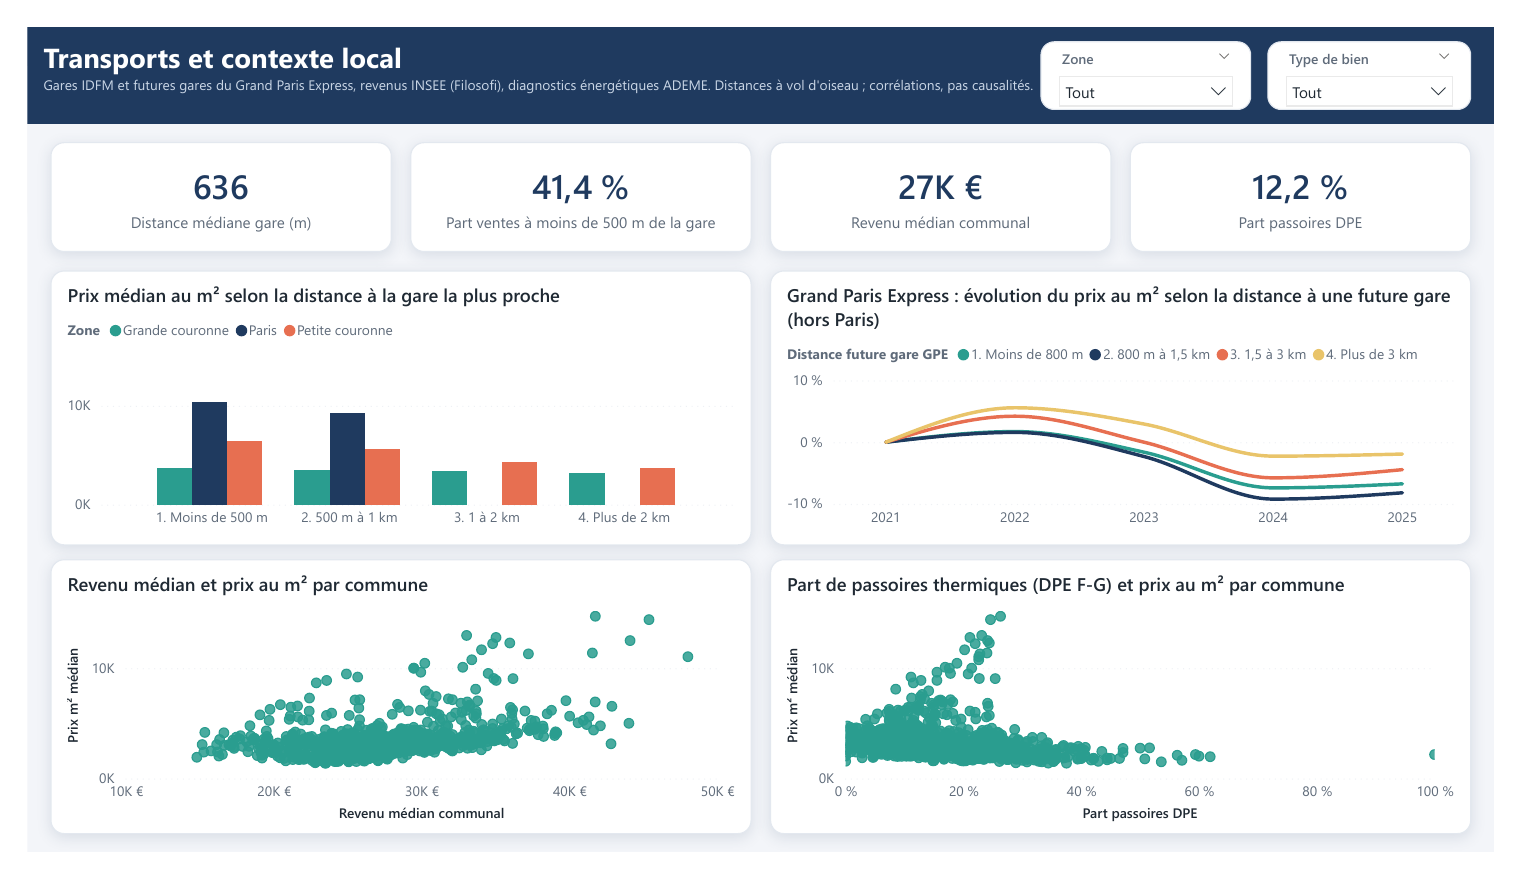 Transports et contexte local
Gares IDFM et futures gares du Grand Paris Express, revenus INSEE (Filosofi), diagnostics énergétiques ADEME. Distances à vol d'oiseau ; corrélations, pas causalités.
Zone
Tout
Type de bien
Tout
636
Distance médiane gare (m)
41,4 %
Part ventes à moins de 500 m de la gare
27K €
Revenu médian communal
12,2 %
Part passoires DPE
Prix médian au m² selon la distance à la gare la plus proche
Zone Grande couronne Paris Petite couronne
10K
0K
1. Moins de 500 m 2. 500 m à 1 km 3. 1 à 2 km 4. Plus de 2 km
Grand Paris Express : évolution du prix au m² selon la distance à une future gare
(hors Paris)
Distance future gare GPE 1. Moins de 800 m 2. 800 m à 1,5 km 3. 1,5 à 3 km 4. Plus de 3 km
10 %
0 %
-10 %
2021 2022 2023 2024 2025
Revenu médian et prix au m² par commune
Prix m² médian
10K
0K
10K € 20K € 30K € 40K € 50K €
Revenu médian communal
Part de passoires thermiques (DPE F-G) et prix au m² par commune
Prix m² médian
10K
0K
0 % 20 % 40 % 60 % 80 % 100 %
Part passoires DPE